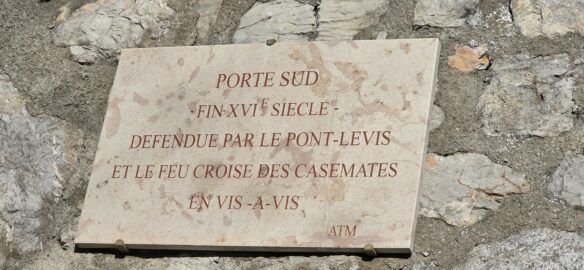 PORTE SUD
-FIN XVIE SIECLE-
DEFENDUE PAR LE PONT-LEVIS
ET LE FEU CROISE DES CASEMATES
EN VIS-A-VIS
ATM